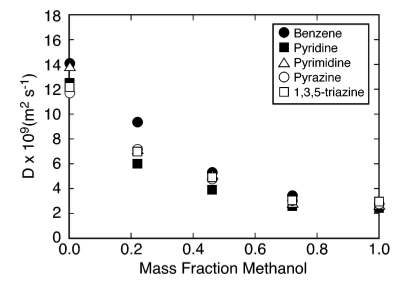 18
16
14
12
10
8
6
4
2
0
D x 10⁹(m² s⁻¹)
Benzene
Pyridine
Pyrimidine
Pyrazine
1,3,5-triazine
0.0 0.2 0.4 0.6 0.8 1.0
Mass Fraction Methanol